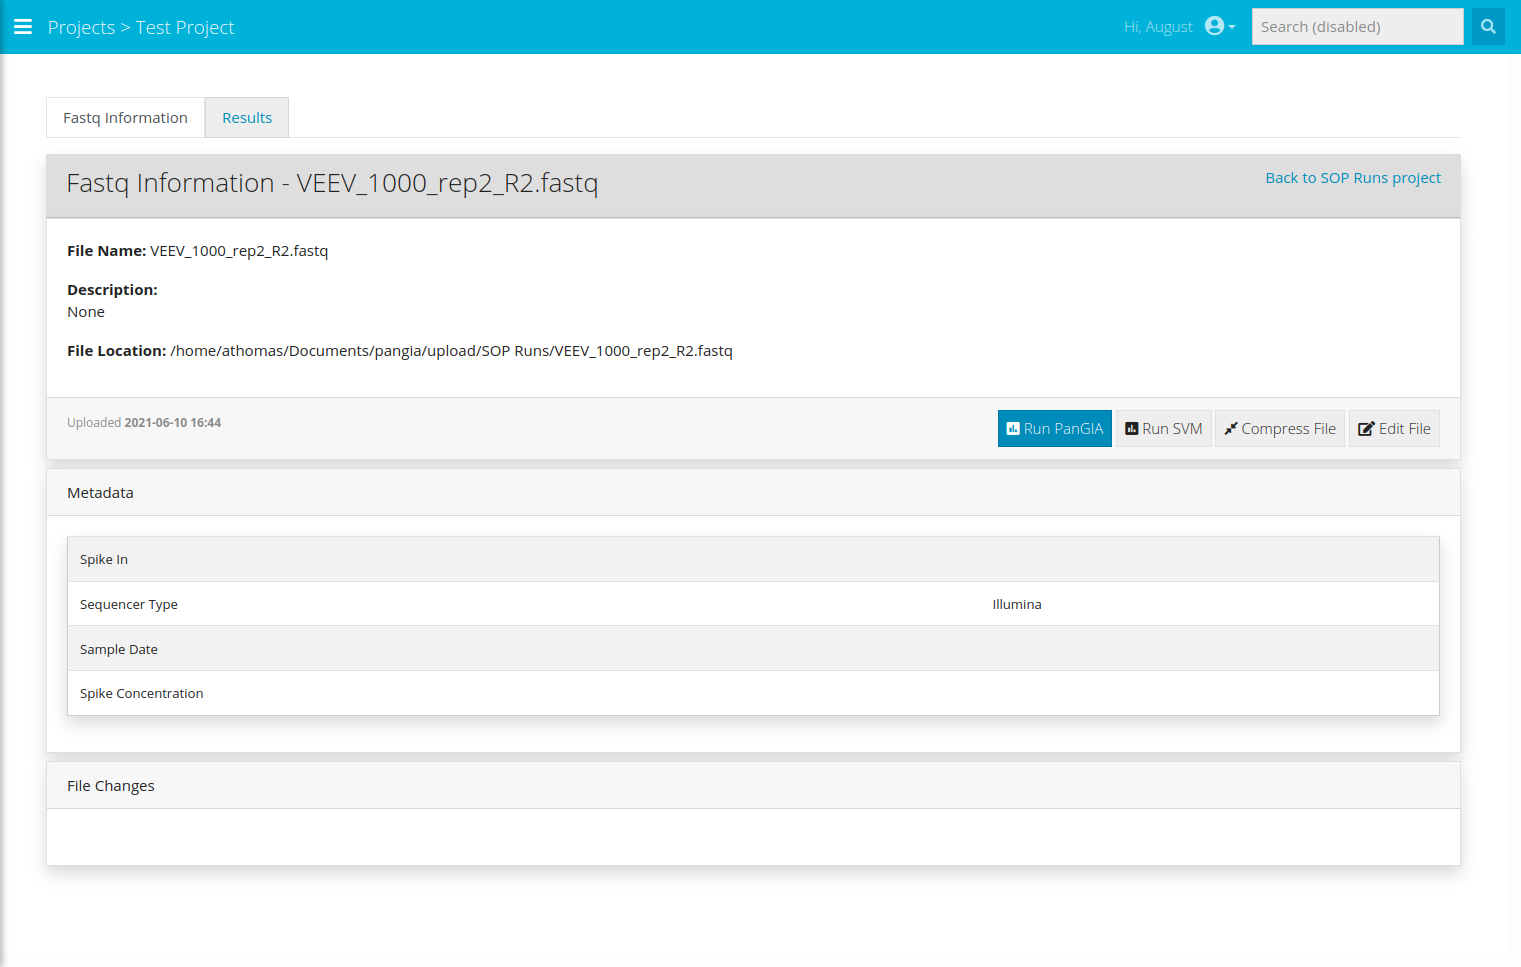 Projects > Test Project
Hi, August
Search (disabled)
Fastq Information
Results
Fastq Information - VEEV_1000_rep2_R2.fastq
Back to SOP Runs project
File Name: VEEV_1000_rep2_R2.fastq
Description:
None
File Location: /home/athomas/Documents/pangia/upload/SOP Runs/VEEV_1000_rep2_R2.fastq
Uploaded 2021-06-10 16:44
Run PanGIA
Run SVM
Compress File
Edit File
Metadata
Spike In
Sequencer Type Illumina
Sample Date
Spike Concentration
File Changes